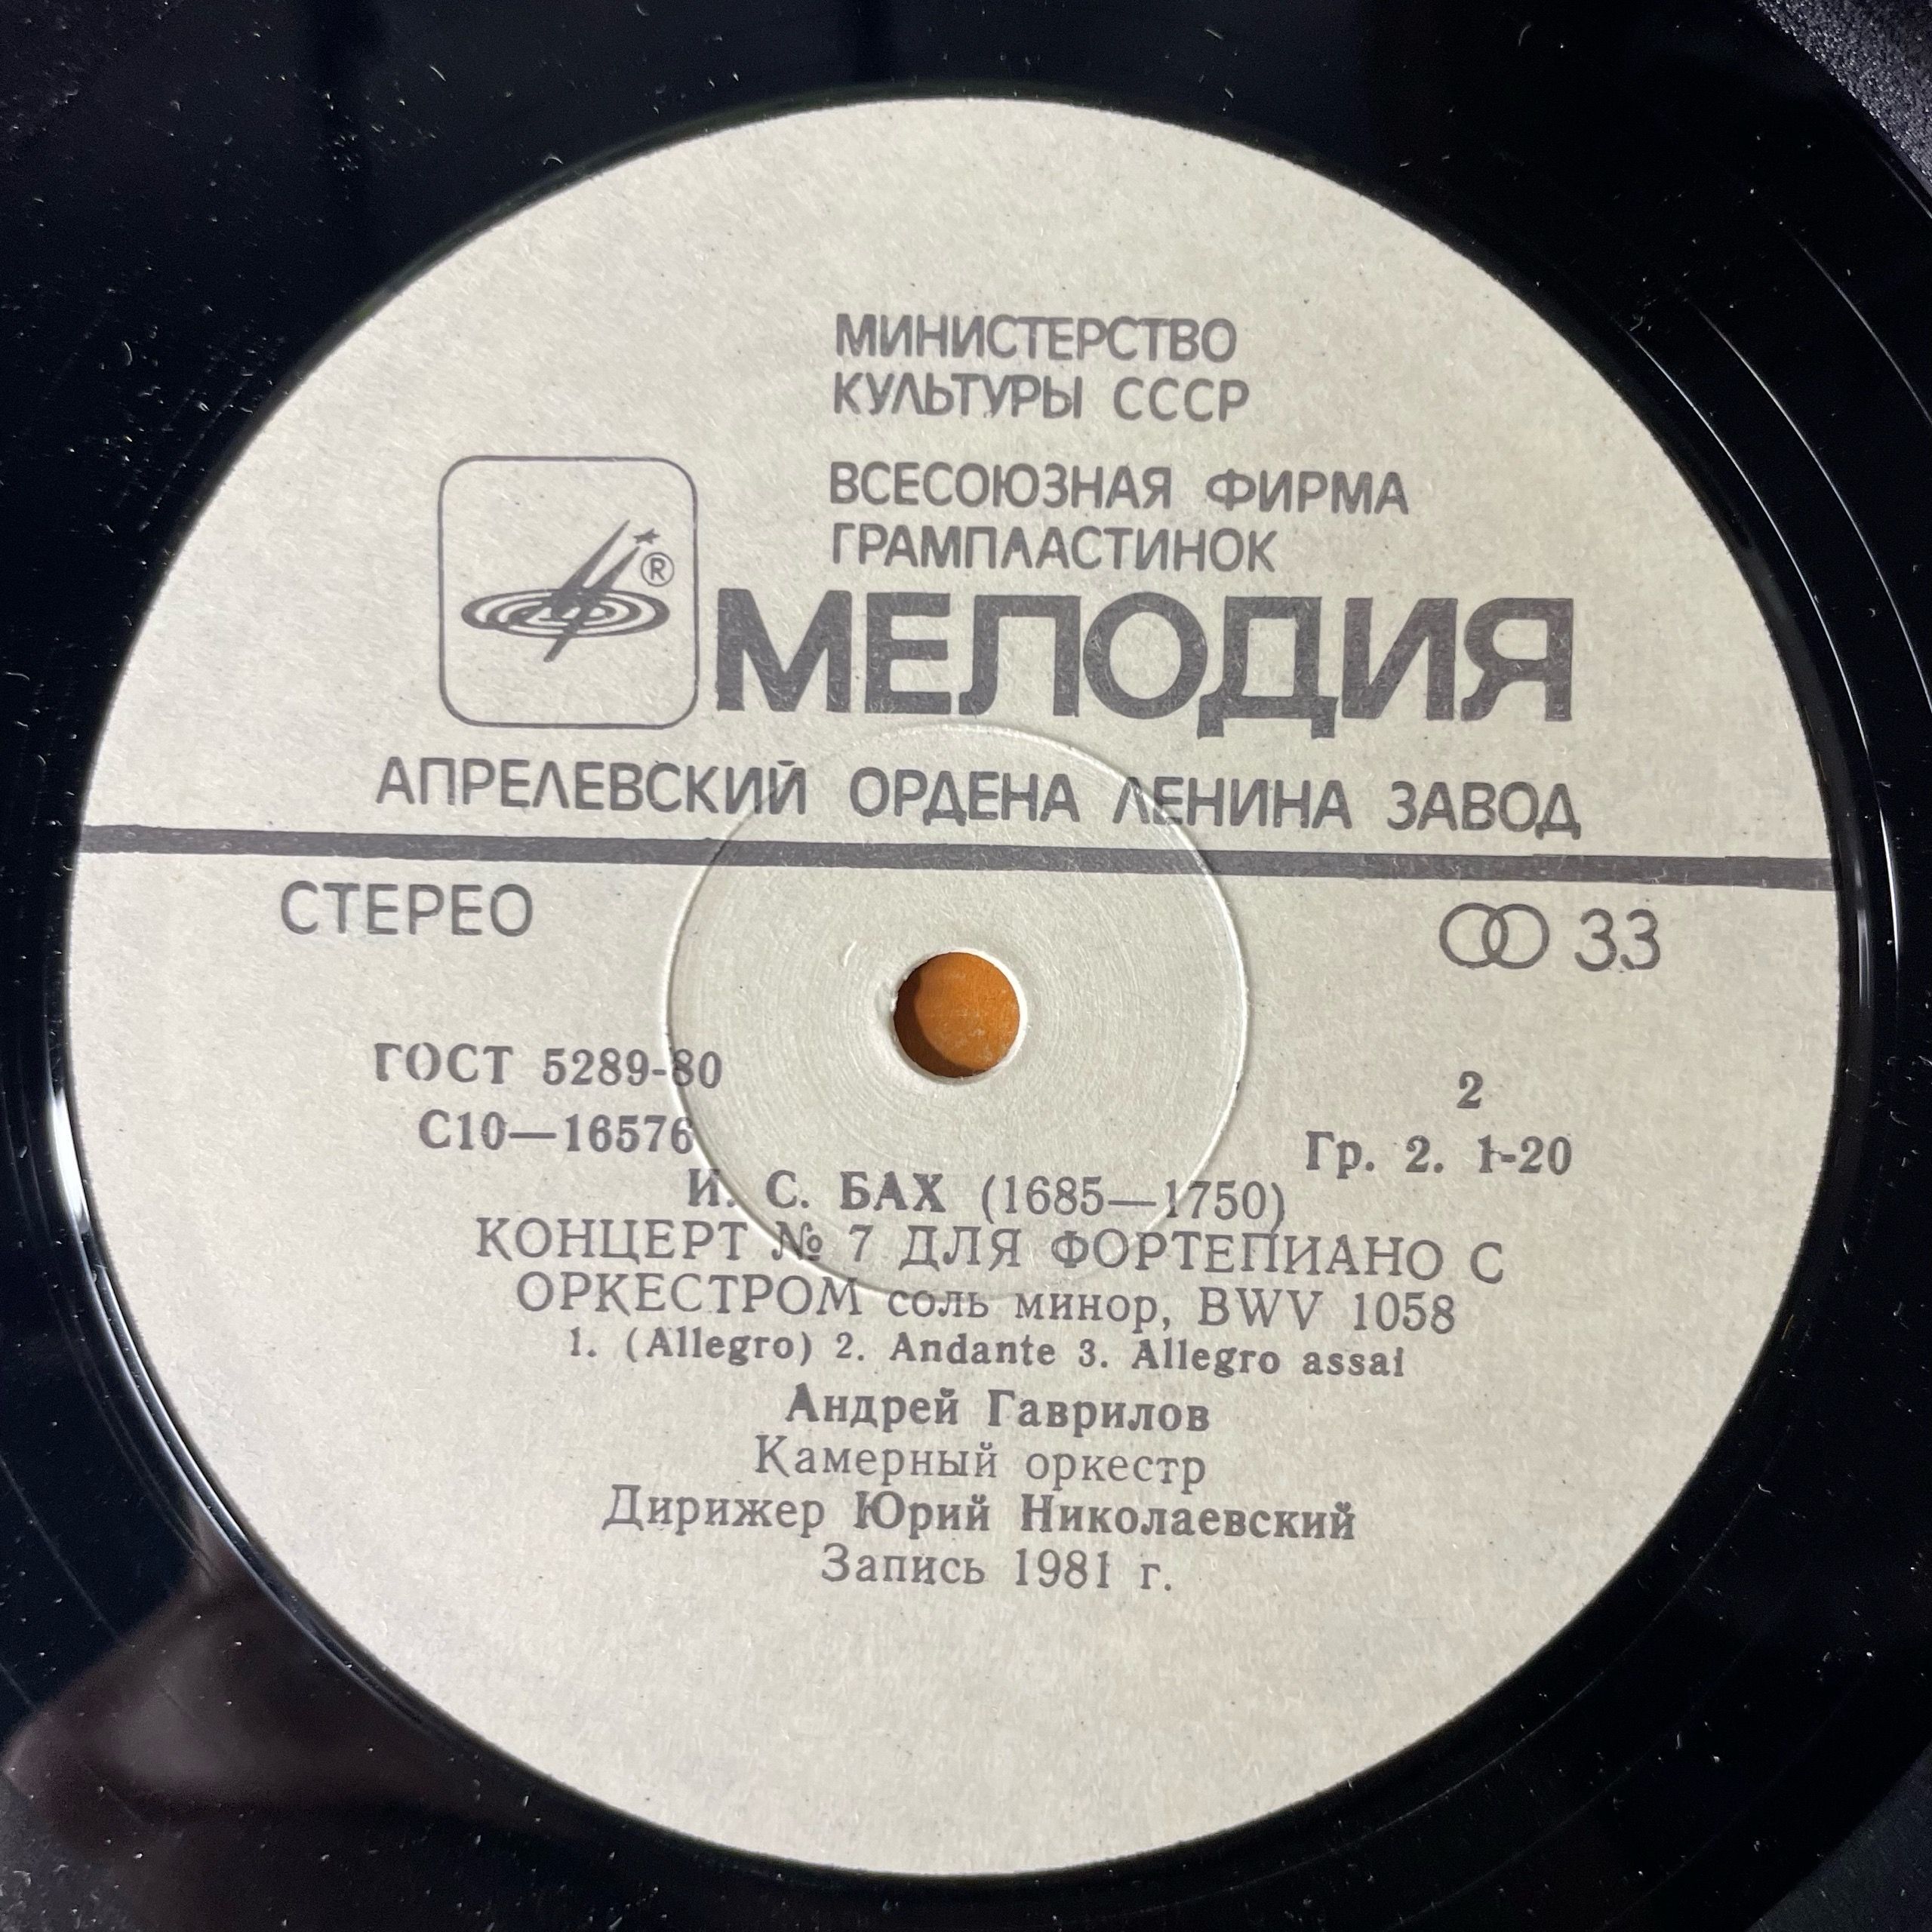 МИНИСТЕРСТВО
КУЛЬТУРЫ СССР
ВСЕСОЮЗНАЯ ФИРМА
ГРАМПЛАСТИНОК
®
МЕЛОДИЯ
АПРЕЛЕВСКИЙ ОРДЕНА ЛЕНИНА ЗАВОД
СТЕРЕО
33
ГОСТ 5289-80
2
С10—16576
Гр. 2. 1-20
И. С. БАХ (1685—1750)
КОНЦЕРТ № 7 ДЛЯ ФОРТЕПИАНО С
ОРКЕСТРОМ соль минор, BWV 1058
1. (Allegro) 2. Andante 3. Allegro assai
Андрей Гаврилов
Камерный оркестр
Дирижер Юрий Николаевский
Запись 1981 г.